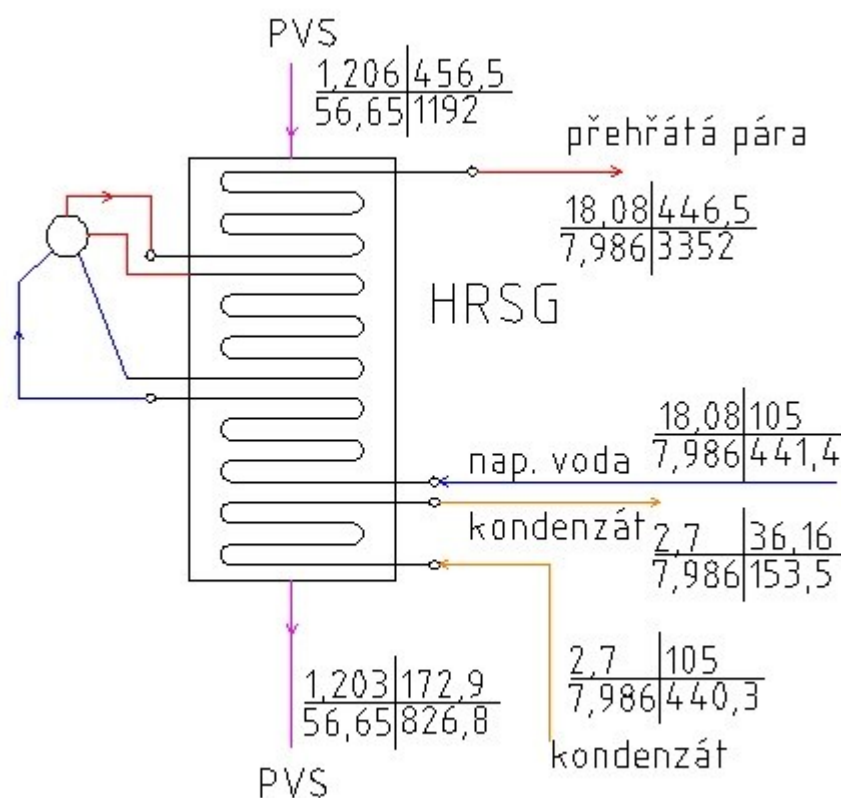 PVS
1,206 456,5
56,65 1192
přehřátá pára
18,08 446,5
7,986 3352
HRSG
18,08 105
7,986 441,4
nap. voda
kondenzát
2,7 36,16
7,986 153,5
2,7 105
7,986 440,3
kondenzát
1,203 172,9
56,65 826,8
PVS